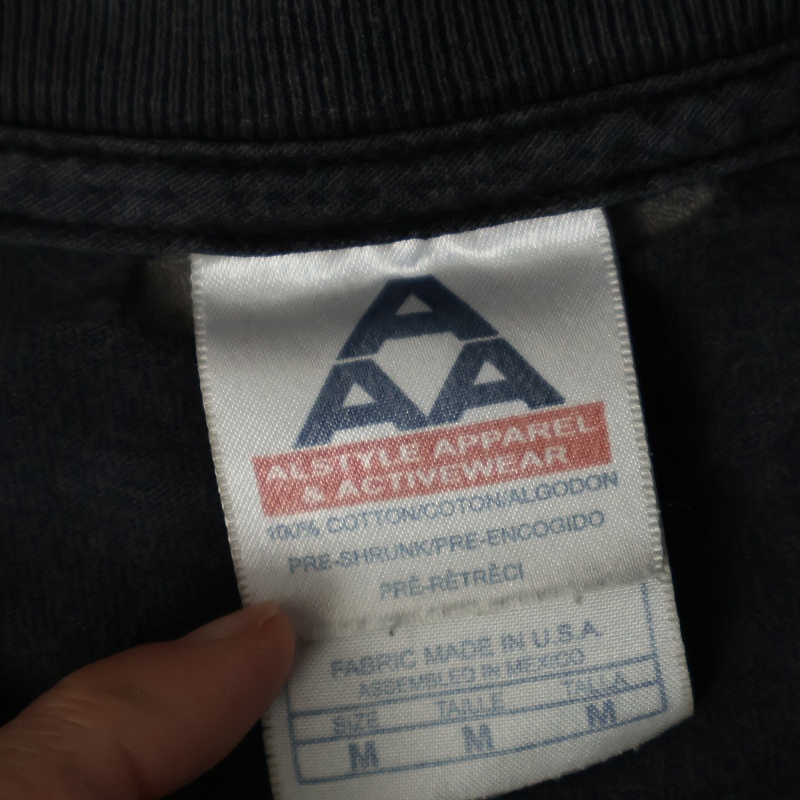 A
AA
ALSTYLE APPAREL
& ACTIVEWEAR
100% COTTON/COTON/ALGODON
PRE-SHRUNK/PRE-ENCOGIDO
PRÉ-RÉTRÉCI
FABRIC MADE IN U.S.A.
ASSEMBLED IN MEXICO
SIZE TAILLE TALLA
M M M